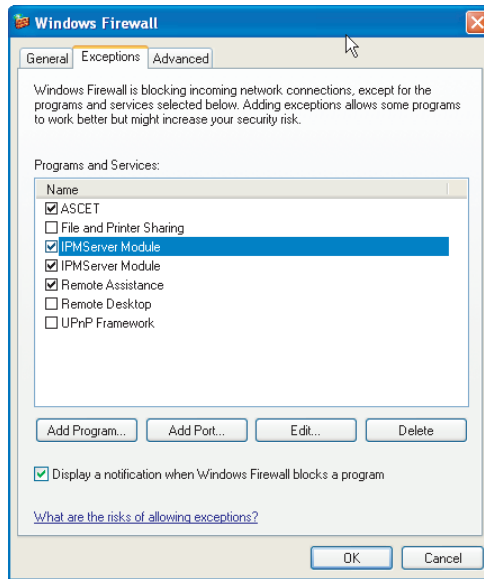 Windows Firewall
General Exceptions Advanced
Windows Firewall is blocking incoming network connections, except for the
programs and services selected below. Adding exceptions allows some programs
to work better but might increase your security risk.
Programs and Services:
Name
ASCET
File and Printer Sharing
IPMServer Module
IPMServer Module
Remote Assistance
Remote Desktop
UPnP Framework
Add Program... Add Port... Edit... Delete
Display a notification when Windows Firewall blocks a program
What are the risks of allowing exceptions?
OK Cancel